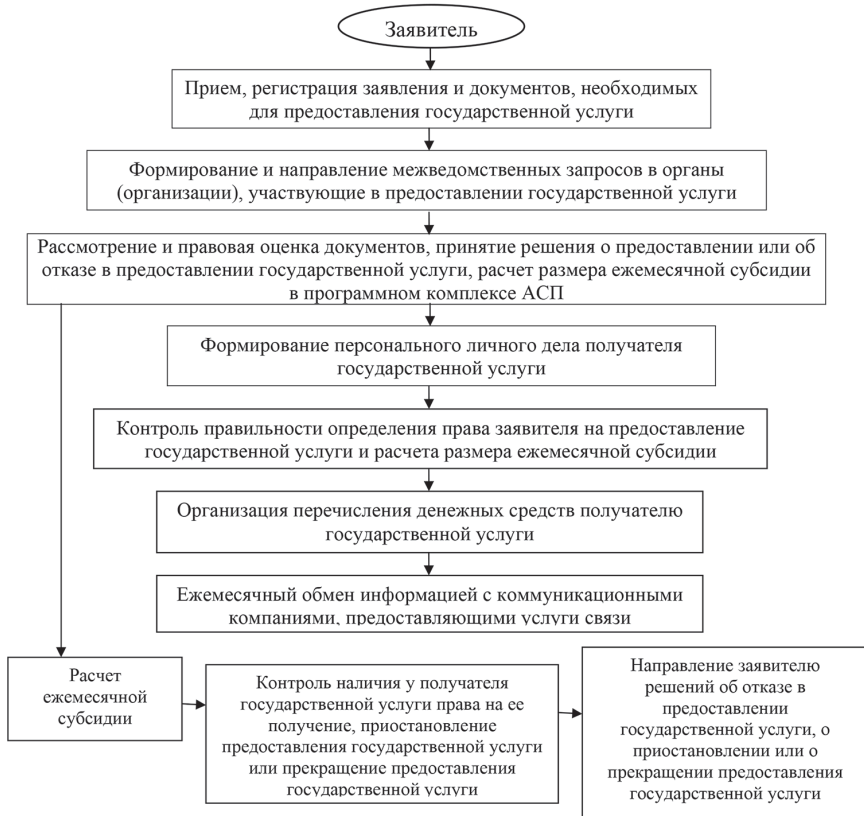 Заявитель
Прием, регистрация заявления и документов, необходимых
для предоставления государственной услуги
Формирование и направление межведомственных запросов в органы
(организации), участвующие в предоставлении государственной услуги
Рассмотрение и правовая оценка документов, принятие решения о предоставлении или об
отказе в предоставлении государственной услуги, расчет размера ежемесячной субсидии
в программном комплексе АСП
Формирование персонального личного дела получателя
государственной услуги
Контроль правильности определения права заявителя на предоставление
государственной услуги и расчета размера ежемесячной субсидии
Организация перечисления денежных средств получателю
государственной услуги
Ежемесячный обмен информацией с коммуникационными
компаниями, предоставляющими услуги связи
Расчет
ежемесячной
субсидии
Контроль наличия у получателя
государственной услуги права на ее
получение, приостановление
предоставления государственной услуги
или прекращение предоставления
государственной услуги
Направление заявителю
решений об отказе в
предоставлении
государственной услуги, о
приостановлении или о
прекращении предоставления
государственной услуги